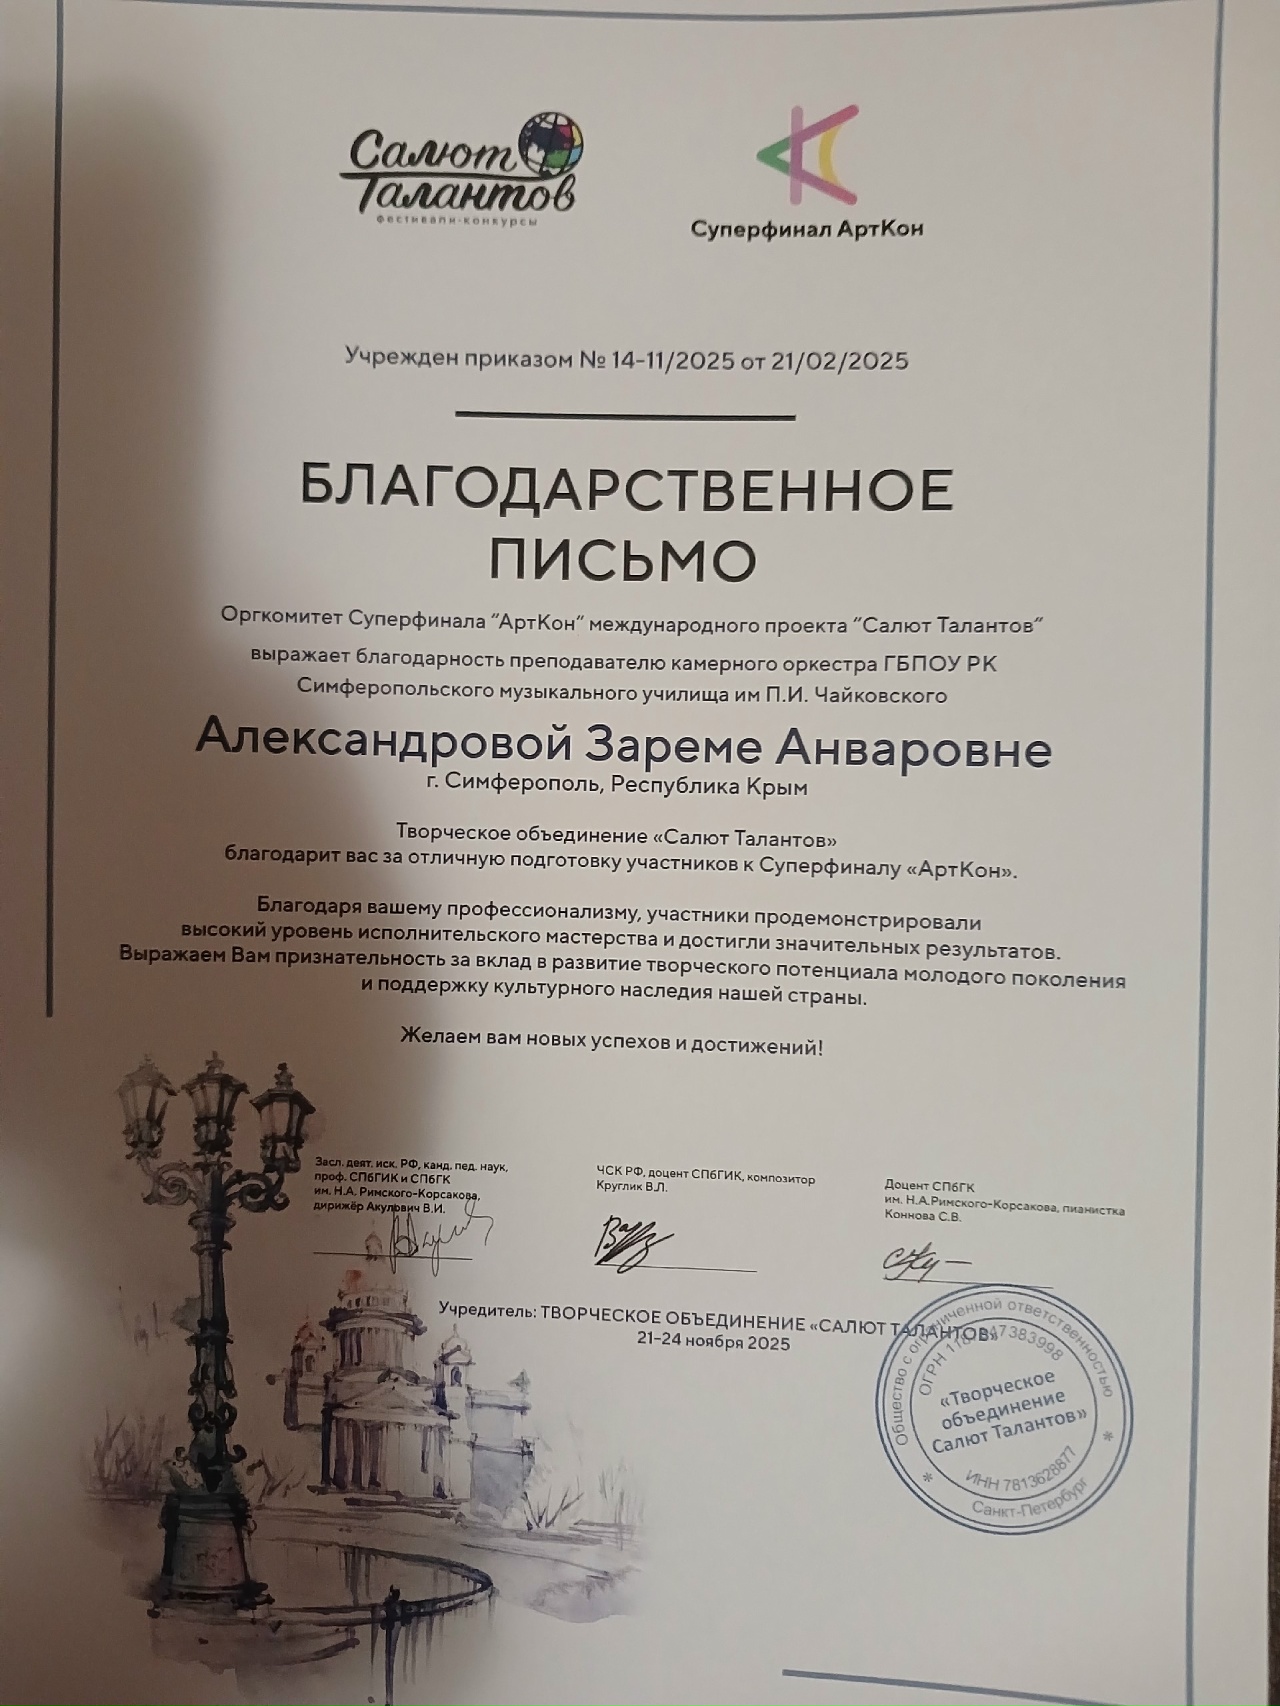 Салют
Талантов
фестивали-конкурсы
Суперфинал АртКон
Учрежден приказом № 14-11/2025 от 21/02/2025
БЛАГОДАРСТВЕННОЕ
ПИСЬМО
Оргкомитет Суперфинала "АртКон" международного проекта "Салют Талантов"
выражает благодарность преподавателю камерного оркестра ГБПОУ РК
Симферопольского музыкального училища им П.И. Чайковского
Александровой Зареме Анваровне
г. Симферополь, Республика Крым
Творческое объединение «Салют Талантов»
благодарит вас за отличную подготовку участников к Суперфиналу «АртКон».
Благодаря вашему профессионализму, участники продемонстрировали
высокий уровень исполнительского мастерства и достигли значительных результатов.
Выражаем Вам признательность за вклад в развитие творческого потенциала молодого поколения
и поддержку культурного наследия нашей страны.
Желаем вам новых успехов и достижений!
Засл. деят. иск. РФ, канд. пед. наук,
проф. СПбГИК и СПбГК
им. Н.А. Римского-Корсакова,
дирижёр Акулович В.И.
ЧСК РФ, доцент СПбГИК, композитор
Круглик В.Л.
Доцент СПбГК
им. Н.А.Римского-Корсакова, пианистка
Коннова С.В.
Учредитель: ТВОРЧЕСКОЕ ОБЪЕДИНЕНИЕ «САЛЮТ ТАЛАНТОВ»
21-24 ноября 2025
Общество с ограниченной ответственностью
ОГРН
«Творческое
объединение
Салют Талантов»
ИНН 7813628877
Санкт-Петербург